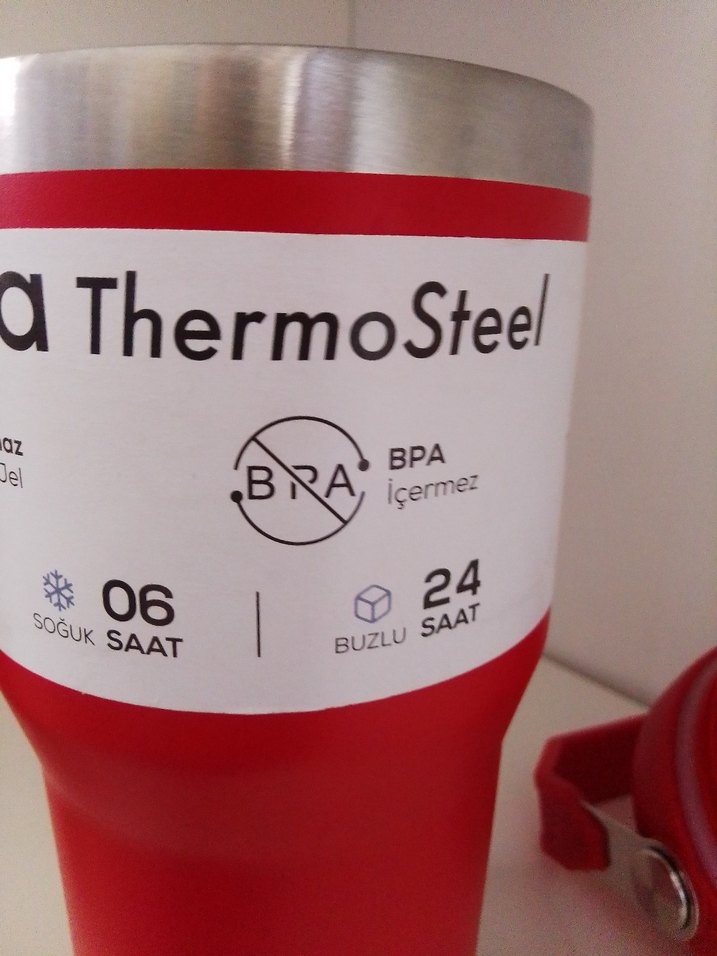 a ThermoSteel
BPA
BPA
İçermez
06
SOĞUK SAAT
24
BUZLU SAAT